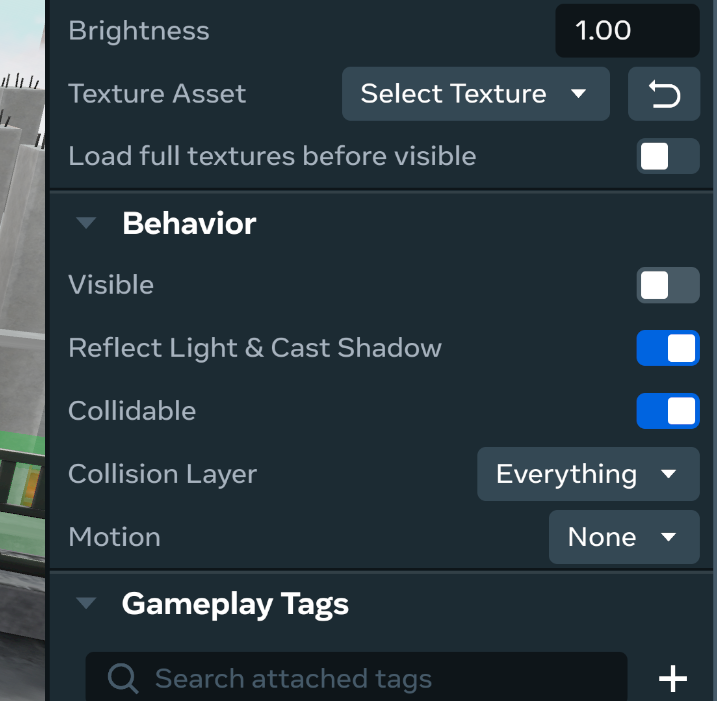 Brightness 1.00
Texture Asset Select Texture
Load full textures before visible
Behavior
Visible
Reflect Light & Cast Shadow
Collidable
Collision Layer Everything
Motion None
Gameplay Tags
Search attached tags